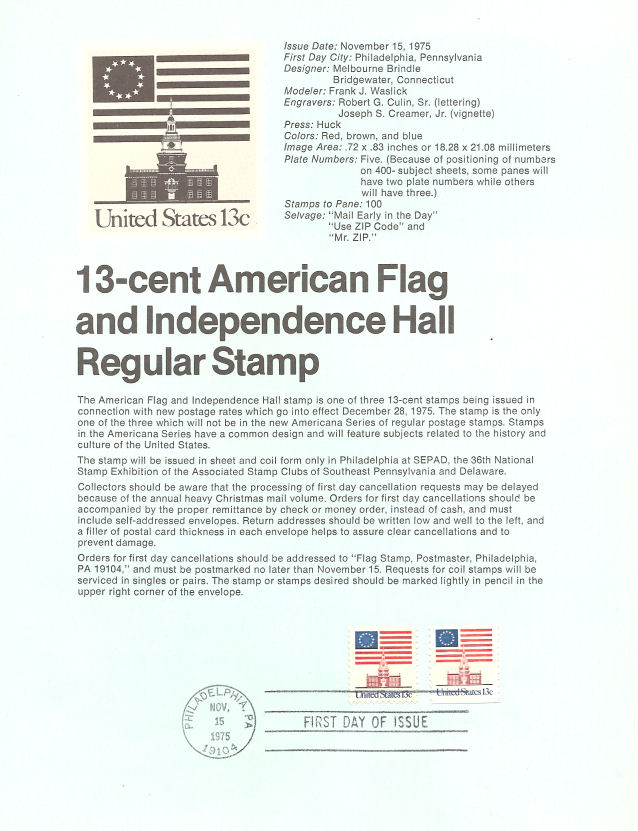 United States 13c
Issue Date: November 15, 1975
First Day City: Philadelphia, Pennsylvania
Designer: Melbourne Brindle
Bridgewater, Connecticut
Modeler: Frank J. Waslick
Engravers: Robert G. Culin, Sr. (lettering)
Joseph S. Creamer, Jr. (vignette)
Press: Huck
Colors: Red, brown, and blue
Image Area: .72 x .83 inches or 18.28 x 21.08 millimeters
Plate Numbers: Five. (Because of positioning of numbers
on 400- subject sheets, some panes will
have two plate numbers while others
will have three.)
Stamps to Pane: 100
Selvage: "Mail Early in the Day"
"Use ZIP Code" and
"Mr. ZIP."
13-cent American Flag
and Independence Hall
Regular Stamp
The American Flag and Independence Hall stamp is one of three 13-cent stamps being issued in
connection with new postage rates which go into effect December 28, 1975. The stamp is the only
one of the three which will not be in the new Americana Series of regular postage stamps. Stamps
in the Americana Series have a common design and will feature subjects related to the history and
culture of the United States.
The stamp will be issued in sheet and coil form only in Philadelphia at SEPAD, the 36th National
Stamp Exhibition of the Associated Stamp Clubs of Southeast Pennsylvania and Delaware.
Collectors should be aware that the processing of first day cancellation requests may be delayed
because of the annual heavy Christmas mail volume. Orders for first day cancellations should be
accompanied by the proper remittance by check or money order, instead of cash, and must
include self-addressed envelopes. Return addresses should be written low and well to the left, and
a filler of postal card thickness in each envelope helps to assure clear cancellations and to
prevent damage.
Orders for first day cancellations should be addressed to "Flag Stamp, Postmaster, Philadelphia,
PA 19104," and must be postmarked no later than November 15. Requests for coil stamps will be
serviced in singles or pairs. The stamp or stamps desired should be marked lightly in pencil in the
upper right corner of the envelope.
United States 13c
United States 13c
PHILADELPHIA, PA
NOV.
15
1975
19104
FIRST DAY OF ISSUE